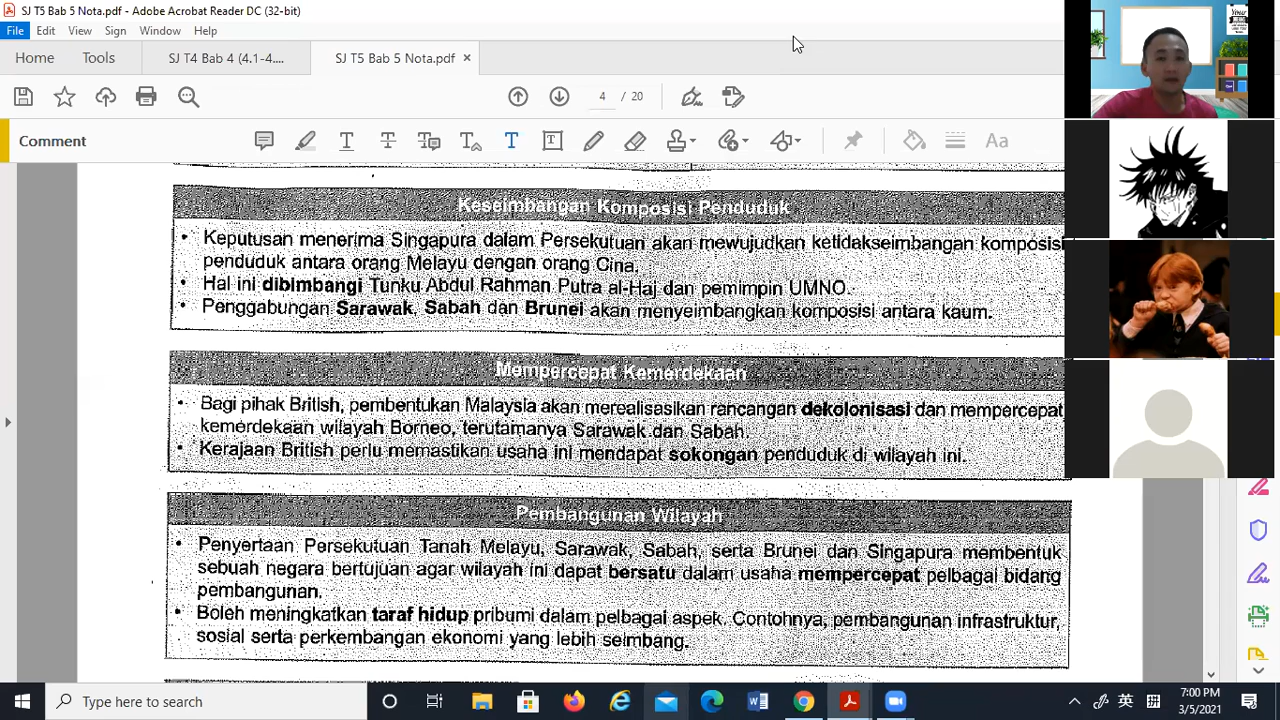 SJ T5 Bab 5 Nota.pdf - Adobe Acrobat Reader DC (32-bit)
File Edit View Sign Window Help
Home Tools SJ T4 Bab 4 (4.1-4.... SJ T5 Bab 5 Nota.pdf ×
4 / 20
Comment
Keseimbangan Komposisi Penduduk
• Keputusan menerima Singapura dalam Persekutuan akan mewujudkan ketidakseimbangan komposisi
penduduk antara orang Melayu dengan orang Cina.
• Hal ini dibimbangi Tunku Abdul Rahman Putra al-Haj dan pemimpin UMNO.
• Penggabungan Sarawak, Sabah dan Brunei akan menyeimbangkan komposisi antara kaum.
Mempercepat Kemerdekaan
• Bagi pihak British, pembentukan Malaysia akan merealisasikan rancangan dekolonisasi dan mempercepat
kemerdekaan wilayah Borneo, terutamanya Sarawak dan Sabah.
• Kerajaan British perlu memastikan usaha ini mendapat sokongan penduduk di wilayah ini.
Pembangunan Wilayah
• Penyertaan Persekutuan Tanah Melayu, Sarawak, Sabah, serta Brunei dan Singapura membentuk
sebuah negara bertujuan agar wilayah ini dapat bersatu dalam usaha mempercepat pelbagai bidang
pembangunan.
• Boleh meningkatkan taraf hidup pribumi dalam pelbagai aspek. Contohnya, pembangunan infrastruktur,
sosial serta perkembangan ekonomi yang lebih seimbang.
Type here to search
英
7:00 PM
3/5/2021